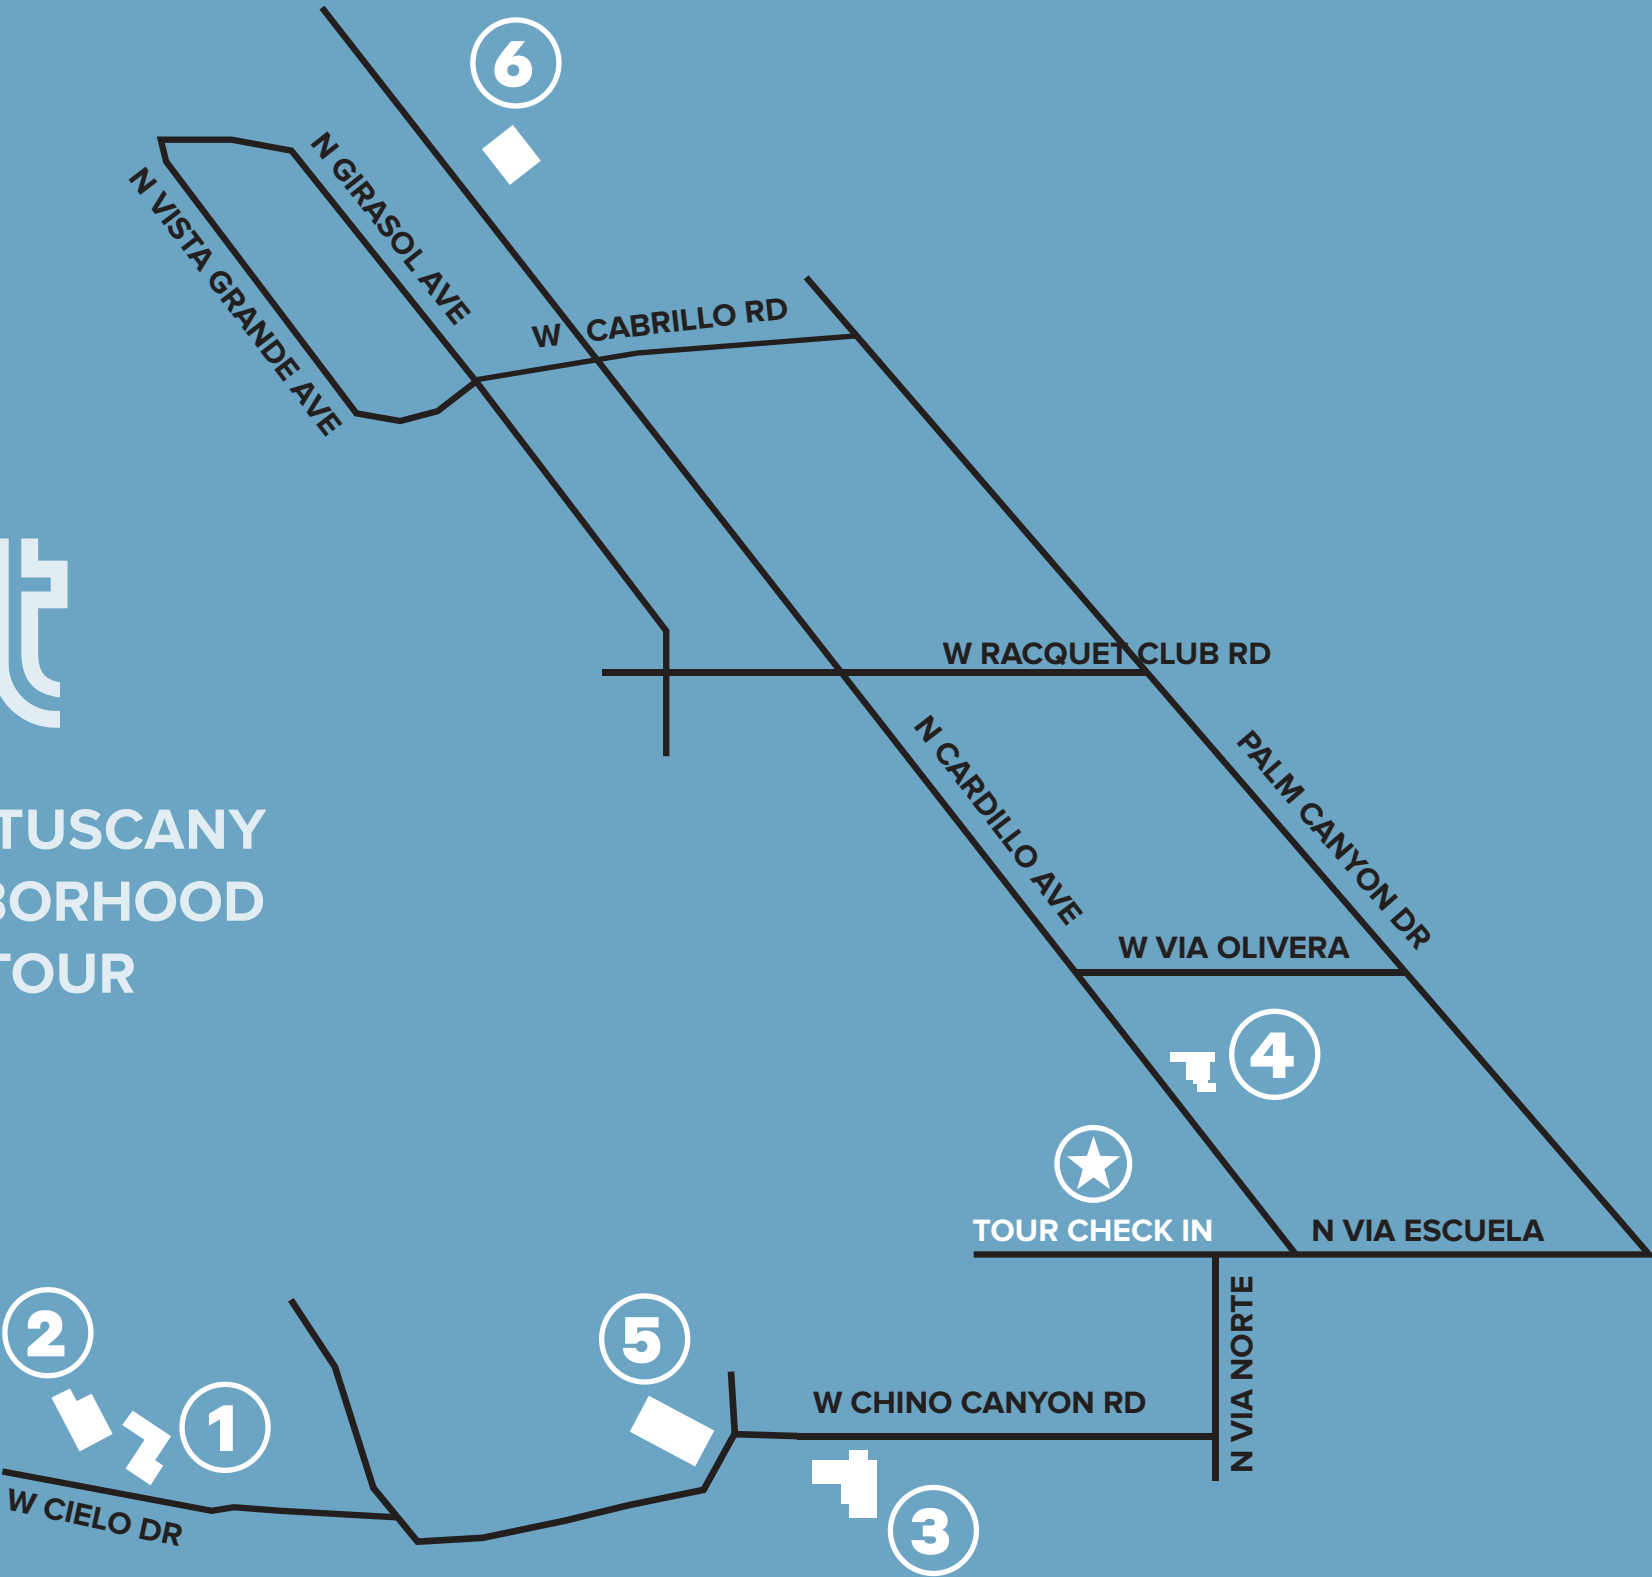 6
N GIRASOL AVE
N VISTA GRANDE AVE
W CABRILLO RD
W RACQUET CLUB RD
N CARDILLO AVE
PALM CANYON DR
TUSCANY
BORHOOD
TOUR
W VIA OLIVERA
4
TOUR CHECK IN
N VIA ESCUELA
N VIA NORTE
2
1
5
W CHINO CANYON RD
W CIELO DR
3